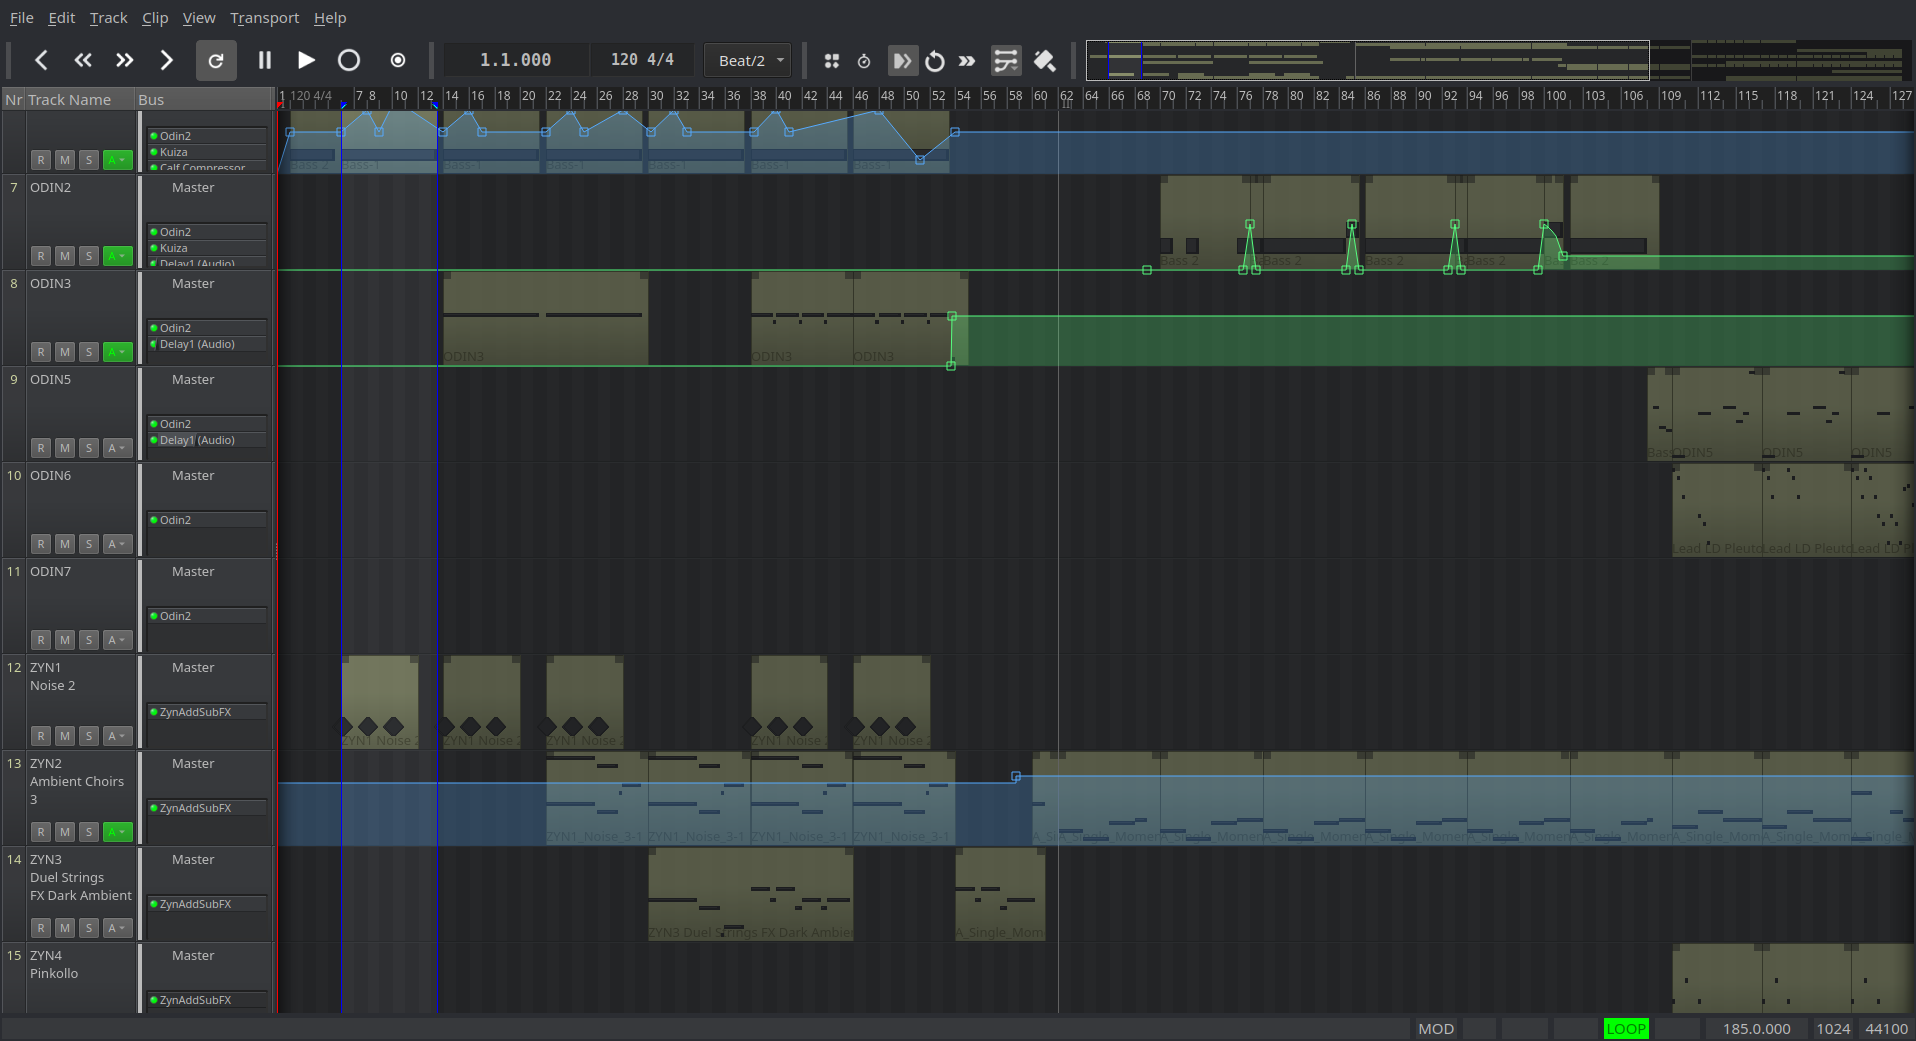 File Edit Track Clip View Transport Help
1.1.000 120 4/4 Beat/2
Nr Track Name Bus
1 120 4/4 7 8 10 12 14 16 18 20 22 24 26 28 30 32 34 36 38 40 42 44 46 48 50 52 54 56 58 60 62 64 66 68 70 72 74 76 78 80 82 84 86 88 90 92 94 96 98 100 103 106 109 112 115 118 121 124 127
Odin2
Kuiza
Calf Compressor
R M S A
Bass 2 Bass-1 Bass-1 Bass-1 Bass-1 Bass-1 Bass-1
7 ODIN2 Master
Odin2
Kuiza
Delay1 (Audio)
R M S A
Bass 2 Bass 2 Bass 2 Bass 2 Bass 2
8 ODIN3 Master
Odin2
Delay1 (Audio)
R M S A
ODIN3 ODIN3 ODIN3
9 ODIN5 Master
Odin2
Delay1 (Audio)
R M S A
Bass ODIN5 ODIN5 ODIN5
10 ODIN6 Master
Odin2
R M S A
Lead LD Pleuto Lead LD Pleuto Lead LD P
11 ODIN7 Master
Odin2
R M S A
12 ZYN1 Master
Noise 2
ZynAddSubFX
R M S A
ZYN1 Noise 2 ZYN1 Noise 2 ZYN1 Noise 2 ZYN1 Noise 2 ZYN1 Noise 2
13 ZYN2 Master
Ambient Choirs
3
ZynAddSubFX
R M S A
ZYN1_Noise_3-1 ZYN1_Noise_3-1 ZYN1_Noise_3-1 ZYN1_Noise_3-1 A_Si A_Single_Momen A_Single_Momen A_Single_Momen A_Single_Momen A_Single_Momen A_Single_Momen A_Single_Mom A_Single_Mom A_Single_
14 ZYN3 Master
Duel Strings
FX Dark Ambient
ZynAddSubFX
R M S A
ZYN3 Duel Strings FX Dark Ambien A_Single_Mom
15 ZYN4 Master
Pinkollo
ZynAddSubFX
MOD LOOP 185.0.000 1024 44100